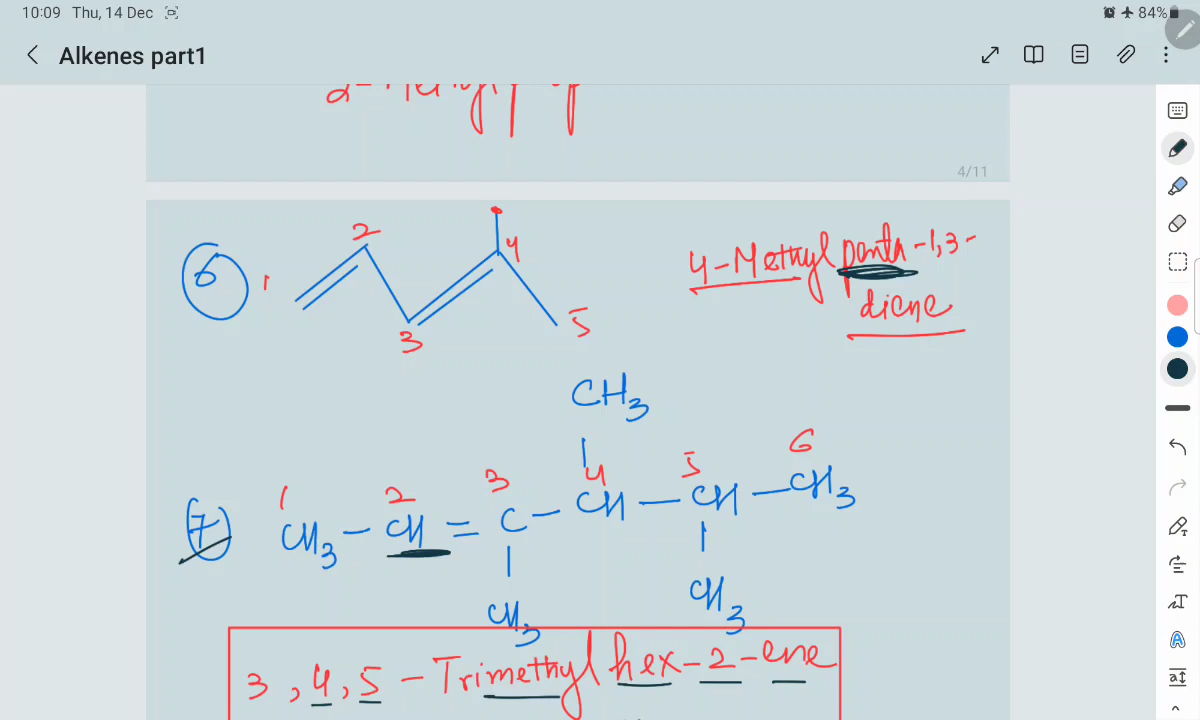 10:09 Thu, 14 Dec
84%
Alkenes part1
4/11
6
1 2 3 4 5
4-Methyl penta-1,3-
diene
CH3
1 2 3 4 5 6
(7) CH3 - CH = C - CH - CH - CH3
CH3 CH3
3,4,5-Trimethyl hex-2-ene